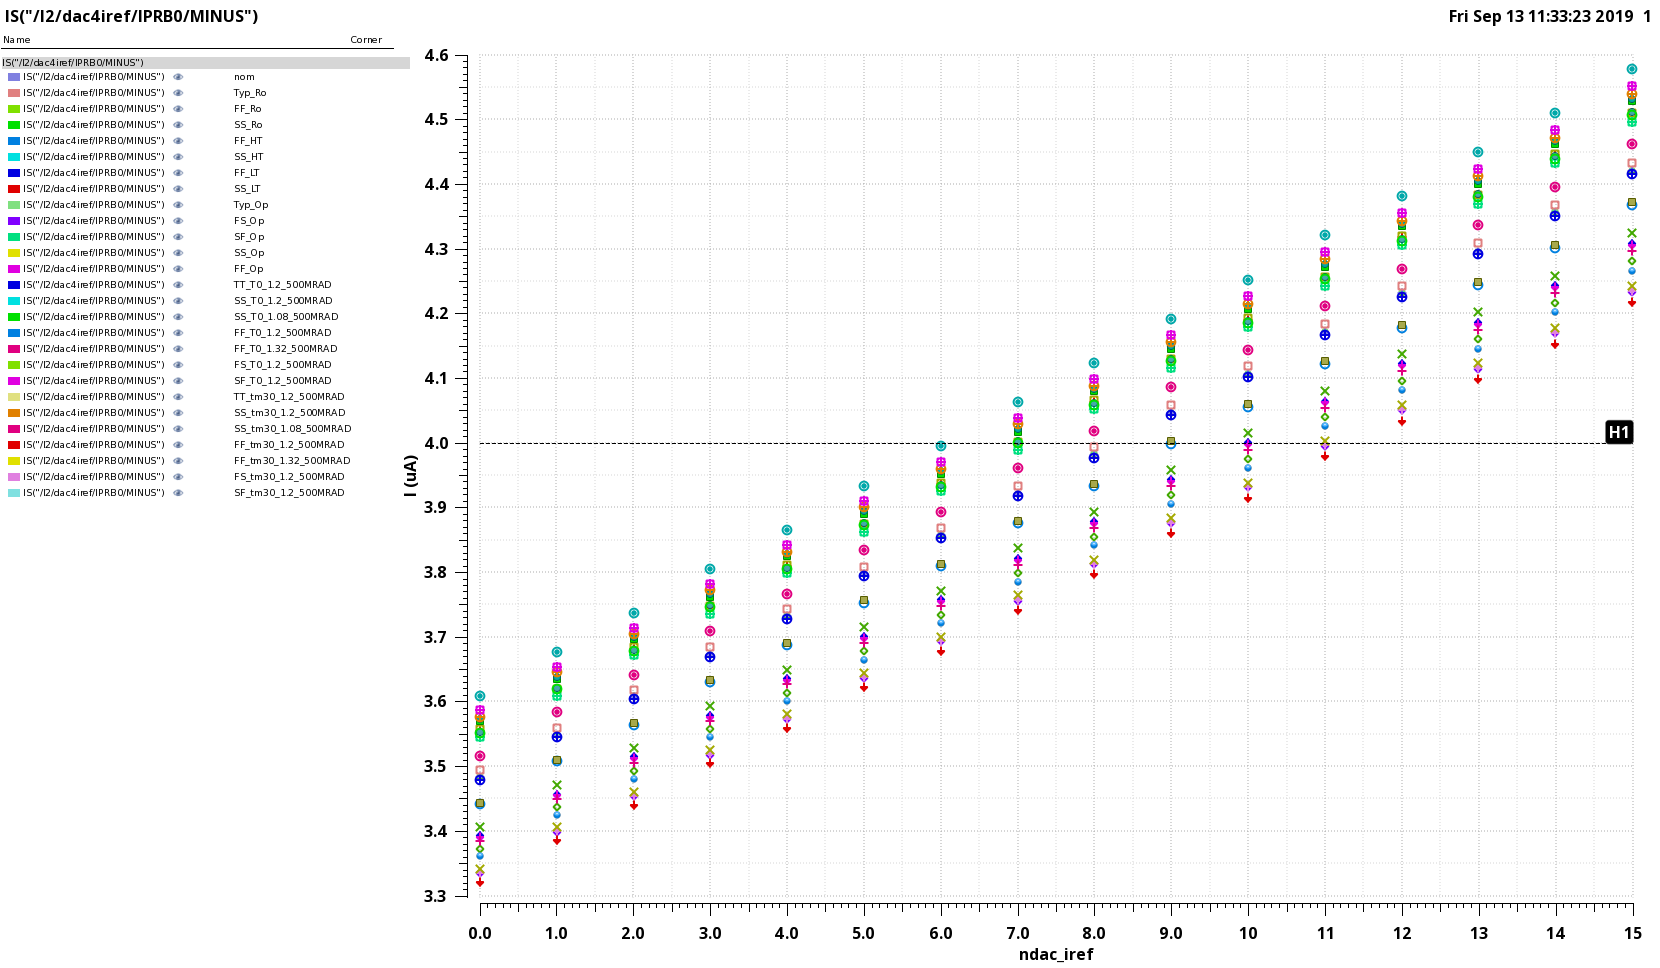 IS("/I2/dac4iref/IPRB0/MINUS")
Fri Sep 13 11:33:23 2019 1
Name Corner
IS("/I2/dac4iref/IPRB0/MINUS")
IS("/I2/dac4iref/IPRB0/MINUS") nom
IS("/I2/dac4iref/IPRB0/MINUS") Typ_Ro
IS("/I2/dac4iref/IPRB0/MINUS") FF_Ro
IS("/I2/dac4iref/IPRB0/MINUS") SS_Ro
IS("/I2/dac4iref/IPRB0/MINUS") FF_HT
IS("/I2/dac4iref/IPRB0/MINUS") SS_HT
IS("/I2/dac4iref/IPRB0/MINUS") FF_LT
IS("/I2/dac4iref/IPRB0/MINUS") SS_LT
IS("/I2/dac4iref/IPRB0/MINUS") Typ_Op
IS("/I2/dac4iref/IPRB0/MINUS") FS_Op
IS("/I2/dac4iref/IPRB0/MINUS") SF_Op
IS("/I2/dac4iref/IPRB0/MINUS") SS_Op
IS("/I2/dac4iref/IPRB0/MINUS") FF_Op
IS("/I2/dac4iref/IPRB0/MINUS") TT_T0_1.2_500MRAD
IS("/I2/dac4iref/IPRB0/MINUS") SS_T0_1.2_500MRAD
IS("/I2/dac4iref/IPRB0/MINUS") SS_T0_1.08_500MRAD
IS("/I2/dac4iref/IPRB0/MINUS") FF_T0_1.2_500MRAD
IS("/I2/dac4iref/IPRB0/MINUS") FF_T0_1.32_500MRAD
IS("/I2/dac4iref/IPRB0/MINUS") FS_T0_1.2_500MRAD
IS("/I2/dac4iref/IPRB0/MINUS") SF_T0_1.2_500MRAD
IS("/I2/dac4iref/IPRB0/MINUS") TT_tm30_1.2_500MRAD
IS("/I2/dac4iref/IPRB0/MINUS") SS_tm30_1.2_500MRAD
IS("/I2/dac4iref/IPRB0/MINUS") SS_tm30_1.08_500MRAD
IS("/I2/dac4iref/IPRB0/MINUS") FF_tm30_1.2_500MRAD
IS("/I2/dac4iref/IPRB0/MINUS") FF_tm30_1.32_500MRAD
IS("/I2/dac4iref/IPRB0/MINUS") FS_tm30_1.2_500MRAD
IS("/I2/dac4iref/IPRB0/MINUS") SF_tm30_1.2_500MRAD
4.6
4.5
4.4
4.3
4.2
4.1
4.0
3.9
3.8
3.7
3.6
3.5
3.4
3.3
I (uA)
H1
0.0 1.0 2.0 3.0 4.0 5.0 6.0 7.0 8.0 9.0 10 11 12 13 14 15
ndac_iref